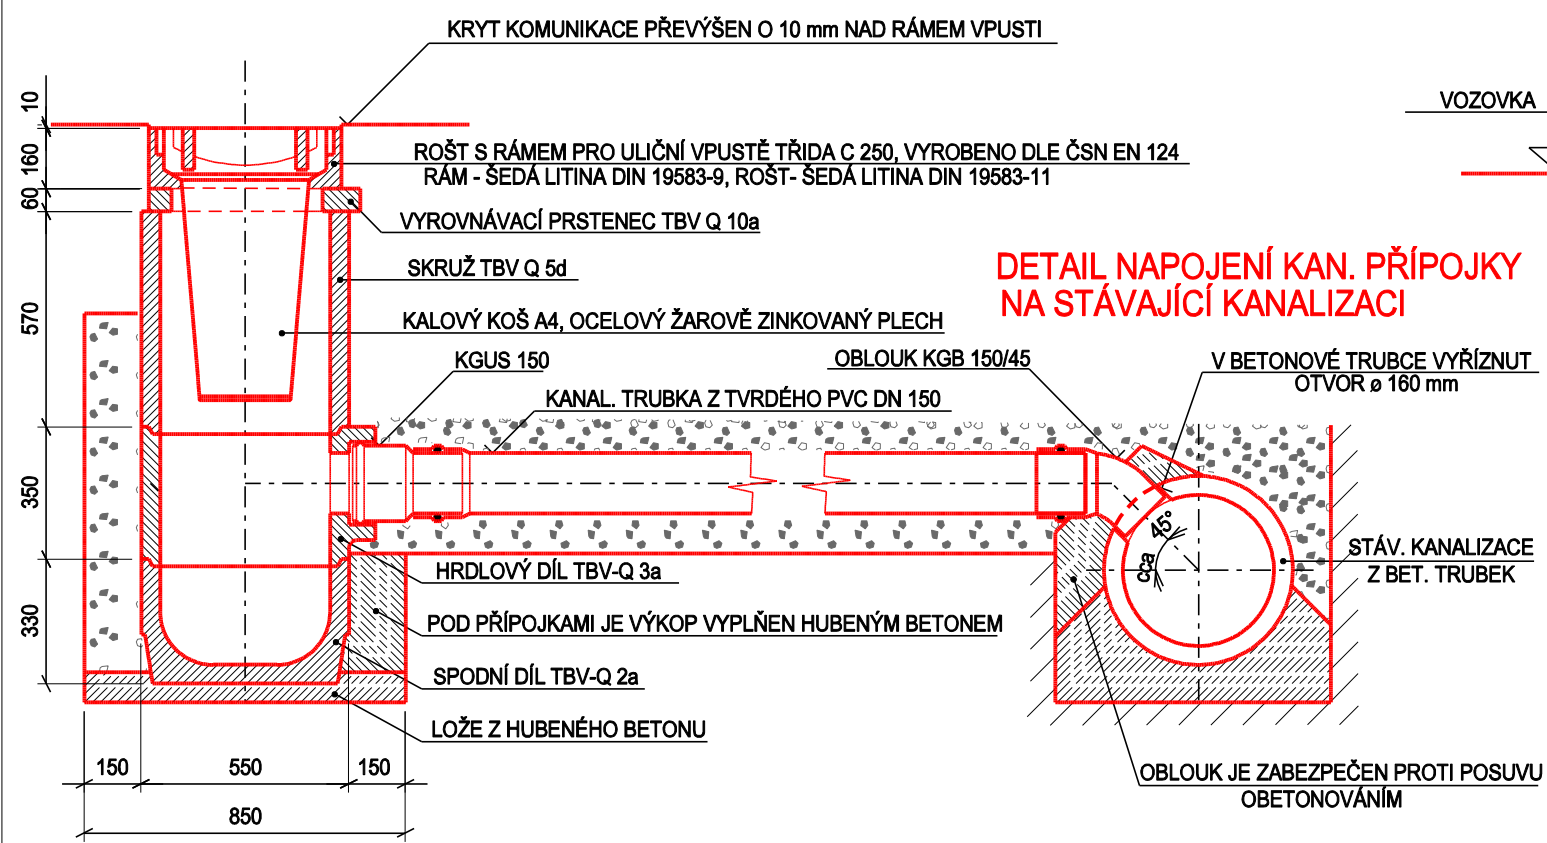 KRYT KOMUNIKACE PŘEVÝŠEN O 10 mm NAD RÁMEM VPUSTI
VOZOVKA
ROŠT S RÁMEM PRO ULIČNÍ VPUSTĚ TŘIDA C 250, VYROBENO DLE ČSN EN 124
RÁM - ŠEDÁ LITINA DIN 19583-9, ROŠT- ŠEDÁ LITINA DIN 19583-11
VYROVNÁVACÍ PRSTENEC TBV Q 10a
SKRUŽ TBV Q 5d
DETAIL NAPOJENÍ KAN. PŘÍPOJKY
NA STÁVAJÍCÍ KANALIZACI
KALOVÝ KOŠ A4, OCELOVÝ ŽAROVĚ ZINKOVANÝ PLECH
KGUS 150
OBLOUK KGB 150/45
V BETONOVÉ TRUBCE VYŘÍZNUT
OTVOR ø 160 mm
KANAL. TRUBKA Z TVRDÉHO PVC DN 150
10
160
60
570
350
330
cca 45°
STÁV. KANALIZACE
Z BET. TRUBEK
HRDLOVÝ DÍL TBV-Q 3a
POD PŘÍPOJKAMI JE VÝKOP VYPLŇEN HUBENÝM BETONEM
SPODNÍ DÍL TBV-Q 2a
LOŽE Z HUBENÉHO BETONU
150
550
150
850
OBLOUK JE ZABEZPEČEN PROTI POSUVU
OBETONOVÁNÍM